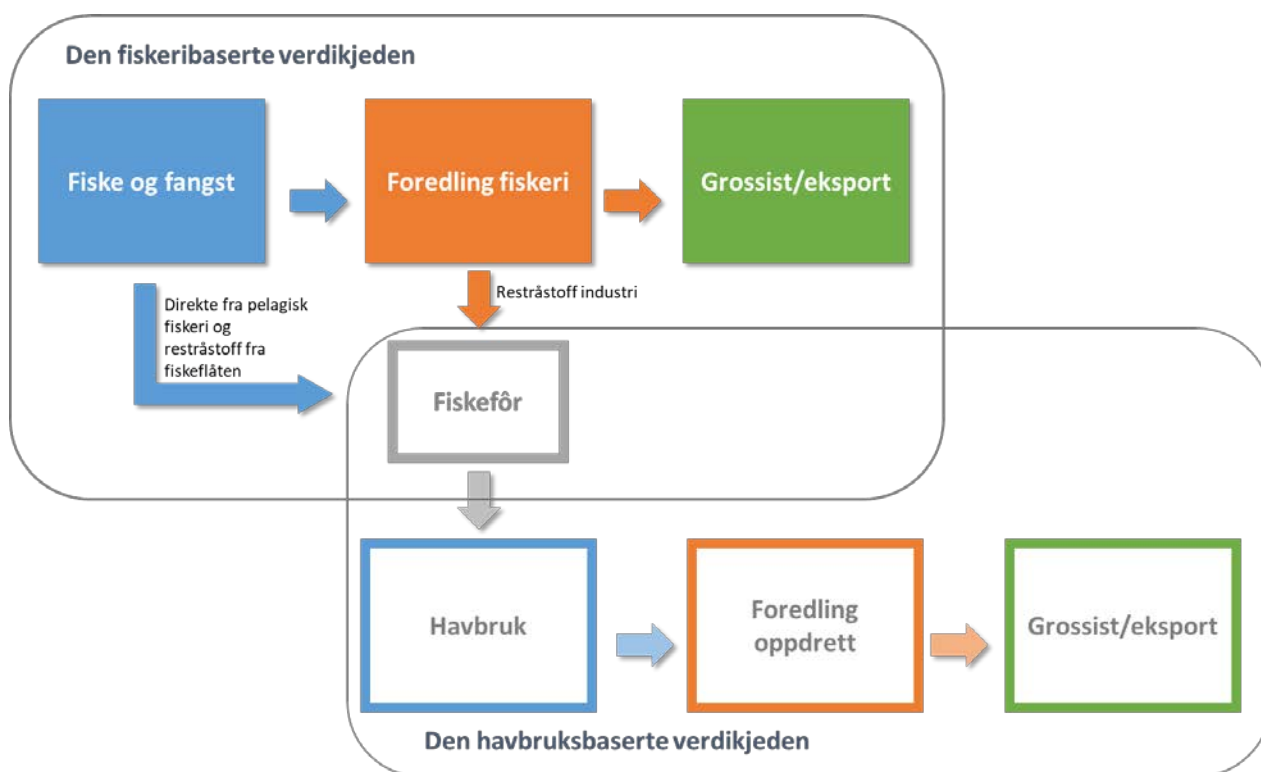 Den fiskeribaserte verdikjeden
Fiske og fangst
Foredling fiskeri
Grossist/eksport
Direkte fra pelagisk
fiskeri og
restråstoff fra
fiskeflåten
Restråstoff industri
Fiskefôr
Havbruk
Foredling
oppdrett
Grossist/eksport
Den havbruksbaserte verdikjeden